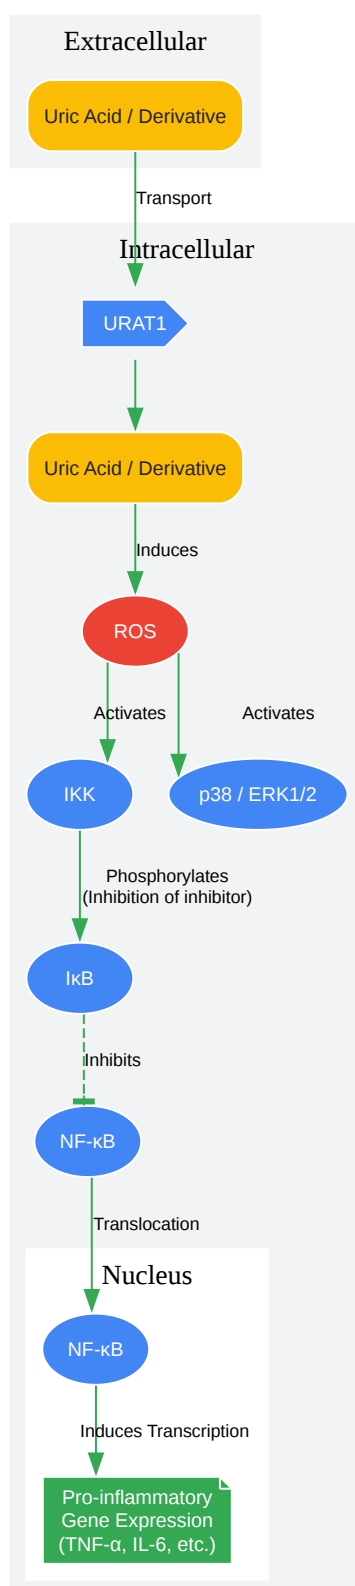 Extracellular
Uric Acid / Derivative
Transport
Intracellular
URAT1
Uric Acid / Derivative
Induces
ROS
Activates
Activates
IKK
p38 / ERK1/2
Phosphorylates
(Inhibition of inhibitor)
IκB
Inhibits
NF-κB
Translocation
Nucleus
NF-κB
Induces Transcription
Pro-inflammatory
Gene Expression
(TNF-α, IL-6, etc.)